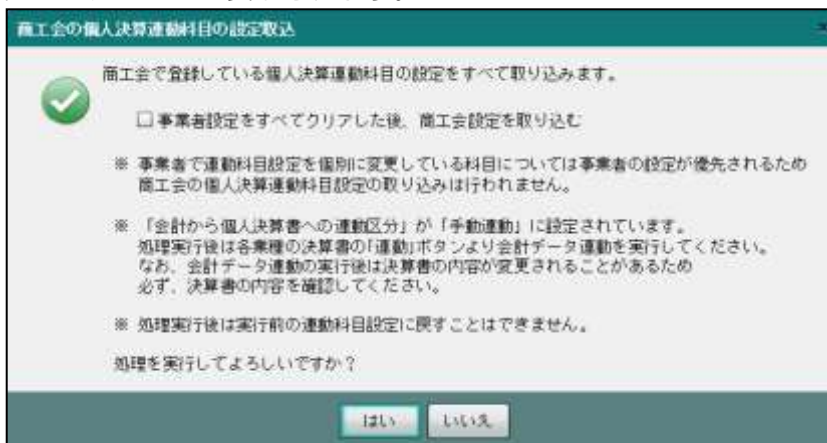 商工会の個人決算連動科目の設定取込
商工会で登録している個人決算連動科目の設定をすべて取り込みます。
事業者設定をすべてクリアした後、商工会設定を取り込む
※ 事業者で連動科目設定を個別に変更している科目については事業者の設定が優先されるため
商工会の個人決算連動科目設定の取り込みは行われません。
※ 「会計から個人決算書への連動区分」が「手動連動」に設定されています。
処理実行後は各業種の決算書の「連動」ボタンより会計データ連動を実行してください。
なお、会計データ連動の実行後は決算書の内容が変更されることがあるため
必ず、決算書の内容を確認してください。
※ 処理実行後は実行前の連動科目設定に戻すことはできません。
処理を実行してよろしいですか？
はい いいえ